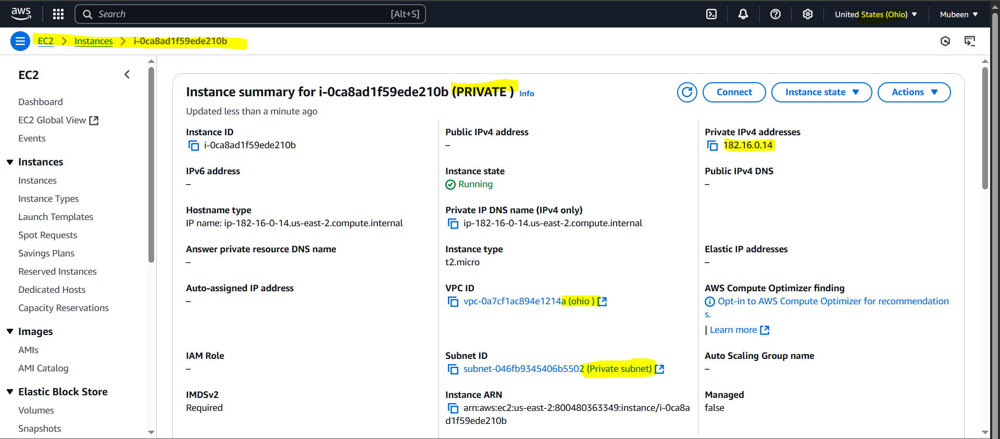 aws
Search [Alt+S]
United States (Ohio)
Mubeen
EC2 > Instances > i-0ca8ad1f59ede210b
EC2
Dashboard
EC2 Global View
Events
Instances
Instances
Instance Types
Launch Templates
Spot Requests
Savings Plans
Reserved Instances
Dedicated Hosts
Capacity Reservations
Images
AMIs
AMI Catalog
Elastic Block Store
Volumes
Snapshots
Instance summary for i-0ca8ad1f59ede210b (PRIVATE ) Info
Updated less than a minute ago
Connect
Instance state
Actions
Instance ID
i-0ca8ad1f59ede210b
Public IPv4 address
–
Private IPv4 addresses
182.16.0.14
IPv6 address
–
Instance state
Running
Public IPv4 DNS
–
Hostname type
IP name: ip-182-16-0-14.us-east-2.compute.internal
Private IP DNS name (IPv4 only)
ip-182-16-0-14.us-east-2.compute.internal
Answer private resource DNS name
–
Instance type
t2.micro
Elastic IP addresses
–
Auto-assigned IP address
–
VPC ID
vpc-0a7cf1ac894e1214a (ohio )
AWS Compute Optimizer finding
Opt-in to AWS Compute Optimizer for recommendation
s.
| Learn more
IAM Role
–
Subnet ID
subnet-046fb9345406b5502 (Private subnet)
Auto Scaling Group name
–
IMDSv2
Required
Instance ARN
arn:aws:ec2:us-east-2:800480363349:instance/i-0ca8a
d1f59ede210b
Managed
false